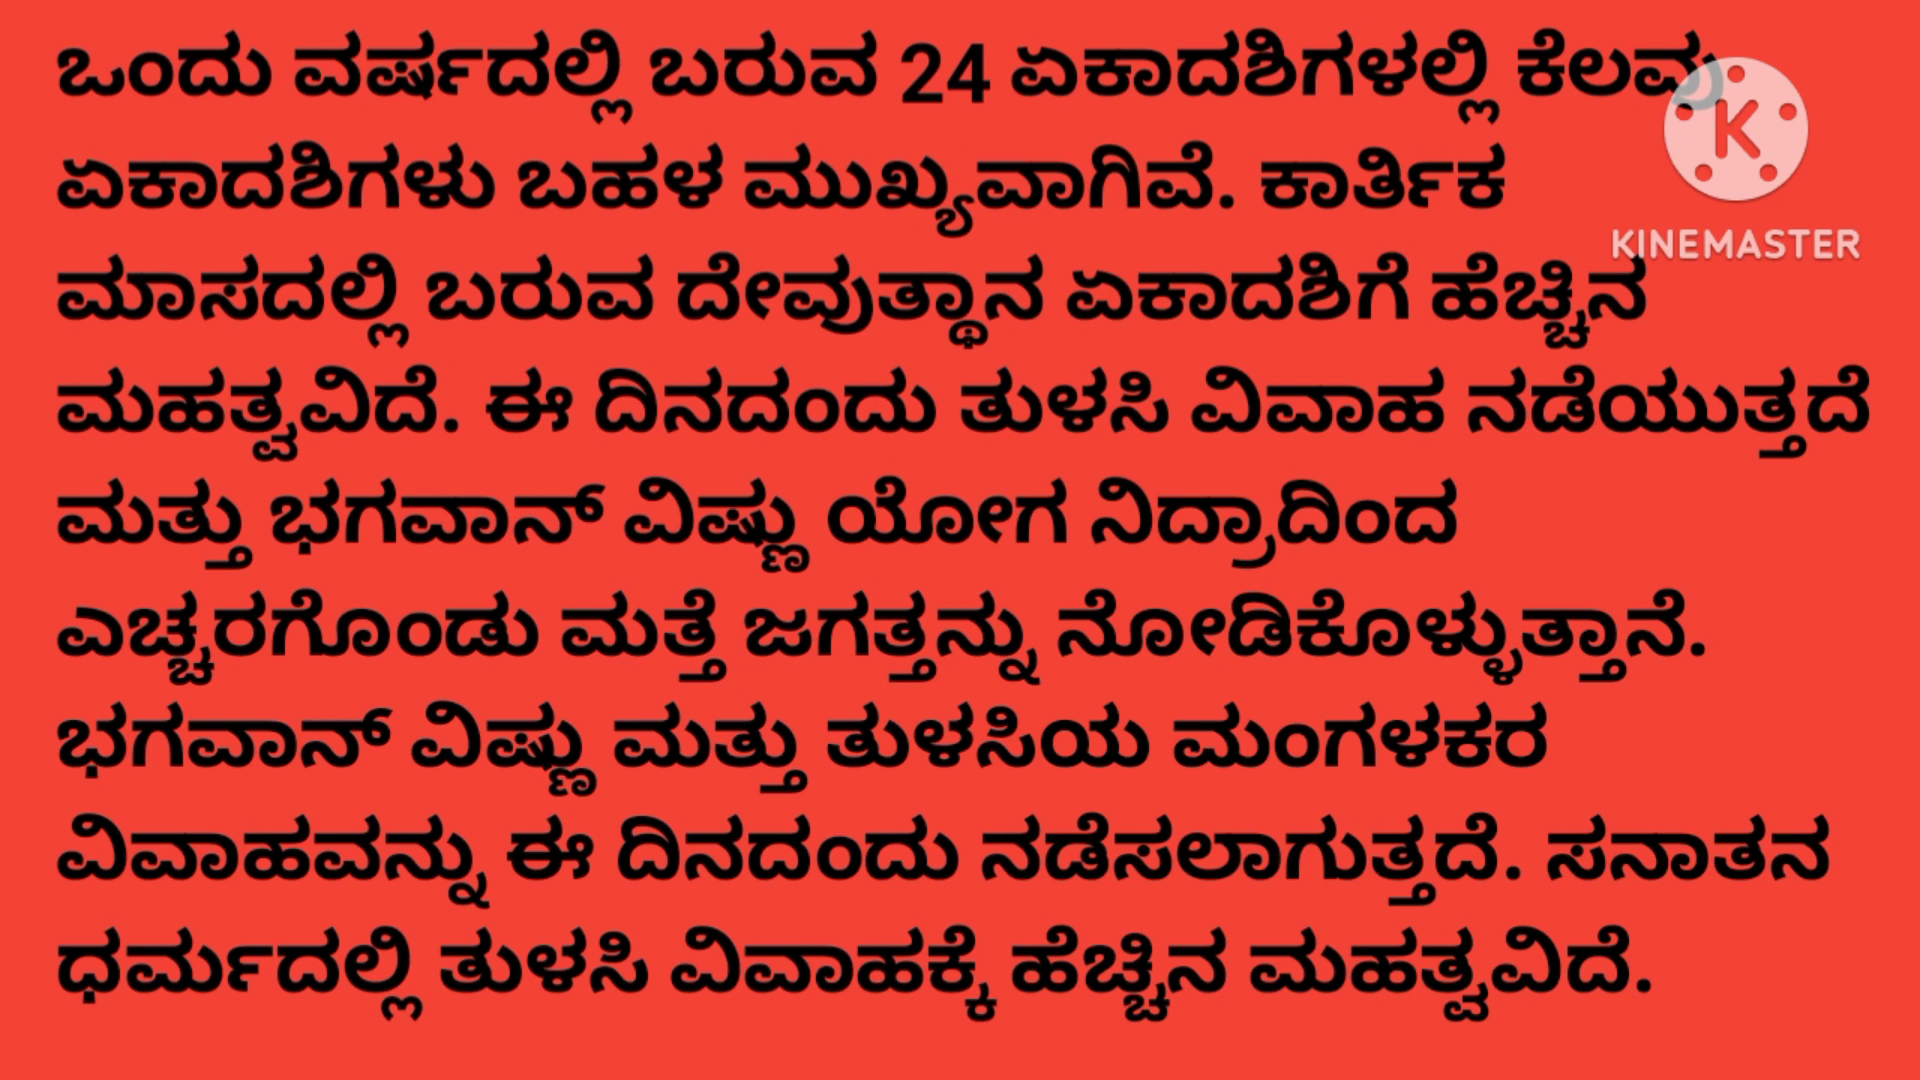 ಒಂದು ವರ್ಷದಲ್ಲಿ ಬರುವ 24 ಏಕಾದಶಿಗಳಲ್ಲಿ ಕೆಲವು
ಏಕಾದಶಿಗಳು ಬಹಳ ಮುಖ್ಯವಾಗಿವೆ. ಕಾರ್ತಿಕ
KINEMASTER
ಮಾಸದಲ್ಲಿ ಬರುವ ದೇವುತ್ಥಾನ ಏಕಾದಶಿಗೆ ಹೆಚ್ಚಿನ
ಮಹತ್ವವಿದೆ. ಈ ದಿನದಂದು ತುಳಸಿ ವಿವಾಹ ನಡೆಯುತ್ತದೆ
ಮತ್ತು ಭಗವಾನ್ ವಿಷ್ಣು ಯೋಗ ನಿದ್ರಾದಿಂದ
ಎಚ್ಚರಗೊಂಡು ಮತ್ತೆ ಜಗತ್ತನ್ನು ನೋಡಿಕೊಳ್ಳುತ್ತಾನೆ.
ಭಗವಾನ್ ವಿಷ್ಣು ಮತ್ತು ತುಳಸಿಯ ಮಂಗಳಕರ
ವಿವಾಹವನ್ನು ಈ ದಿನದಂದು ನಡೆಸಲಾಗುತ್ತದೆ. ಸನಾತನ
ಧರ್ಮದಲ್ಲಿ ತುಳಸಿ ವಿವಾಹಕ್ಕೆ ಹೆಚ್ಚಿನ ಮಹತ್ವವಿದೆ.